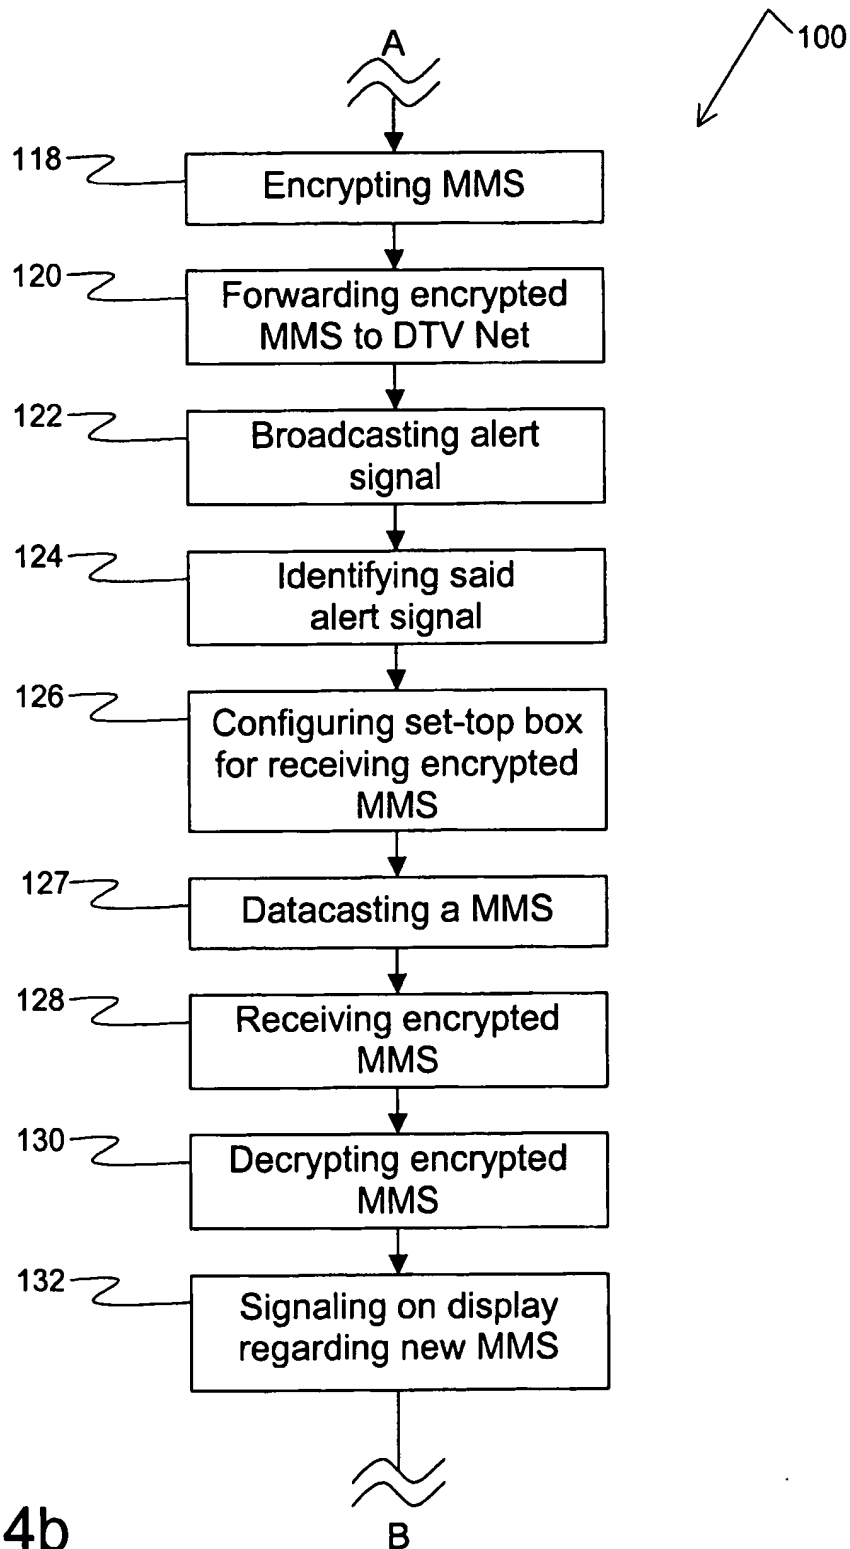 A
100
118
Encrypting MMS
120
Forwarding encrypted
MMS to DTV Net
122
Broadcasting alert
signal
124
Identifying said
alert signal
126
Configuring set-top box
for receiving encrypted
MMS
127
Datacasting a MMS
128
Receiving encrypted
MMS
130
Decrypting encrypted
MMS
132
Signaling on display
regarding new MMS
4b
B